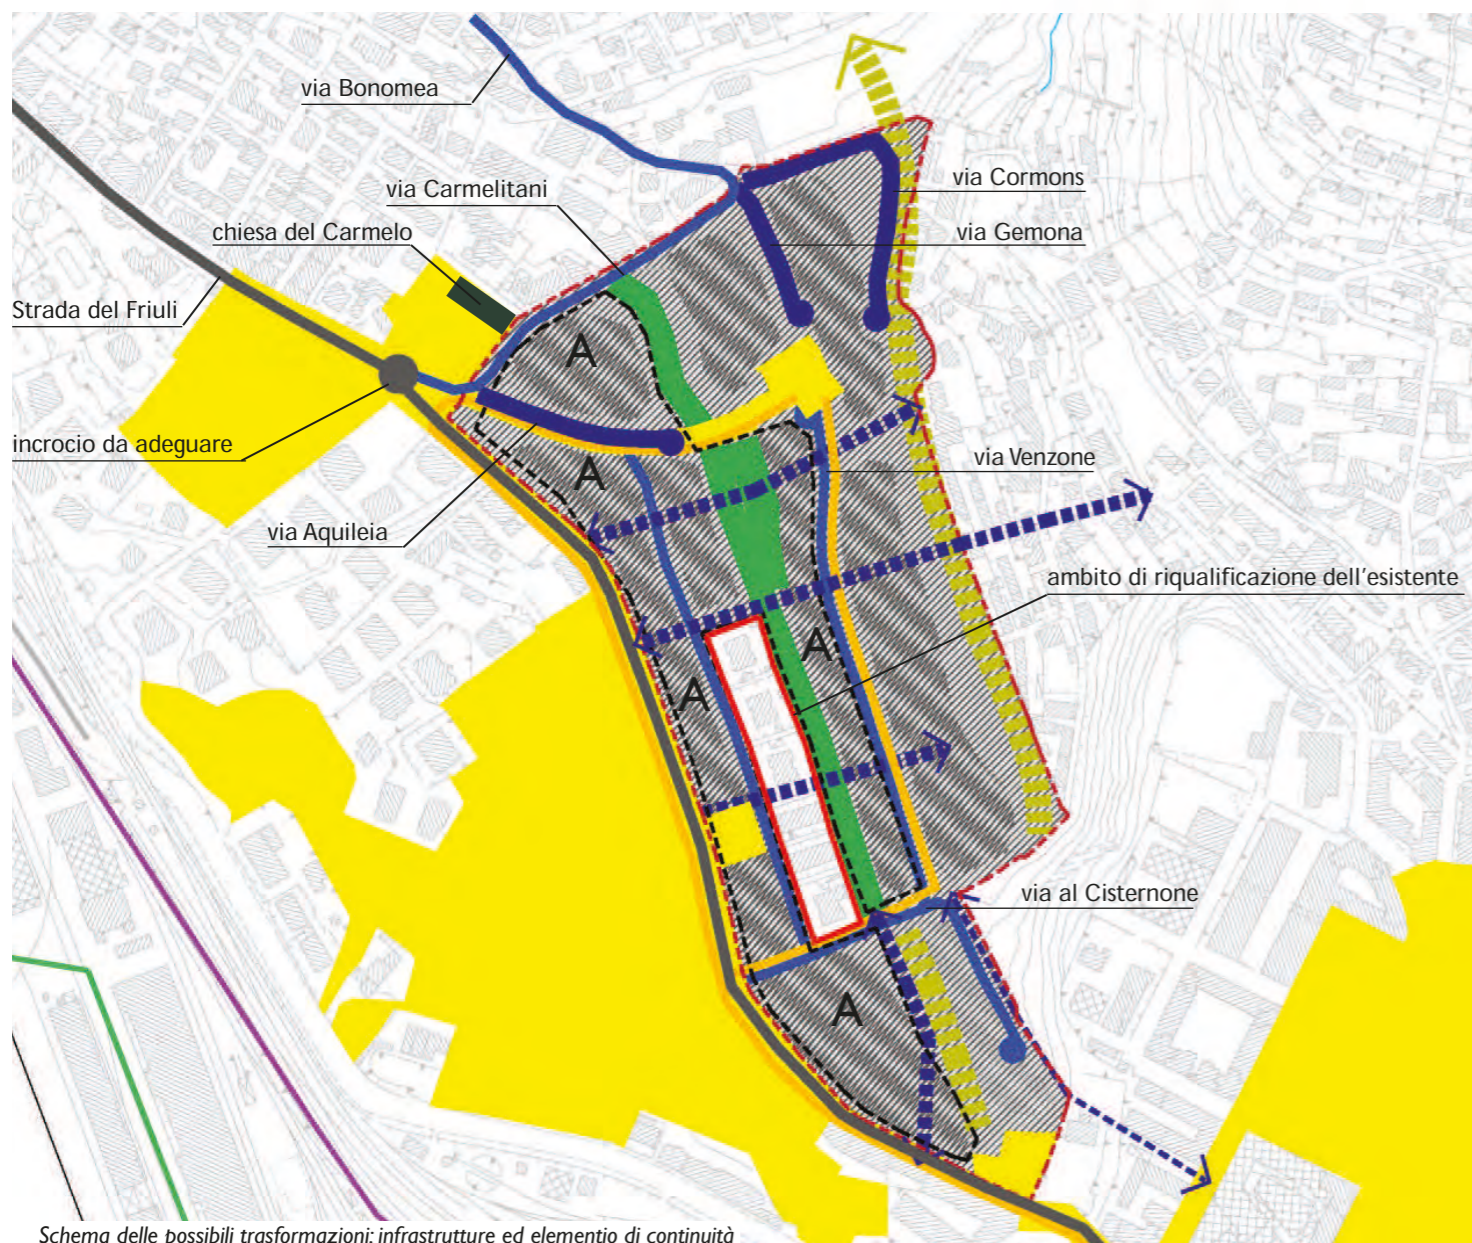 via Bonomea
via Carmelitani
via Cormons
chiesa del Carmelo
via Gemona
Strada del Friuli
A
incrocio da adeguare
via Venzone
A
via Aquileia
ambito di riqualificazione dell'esistente
A
A
via al Cisternone
A
Schema delle possibili trasformazioni: infrastrutture ed elementio di continuità